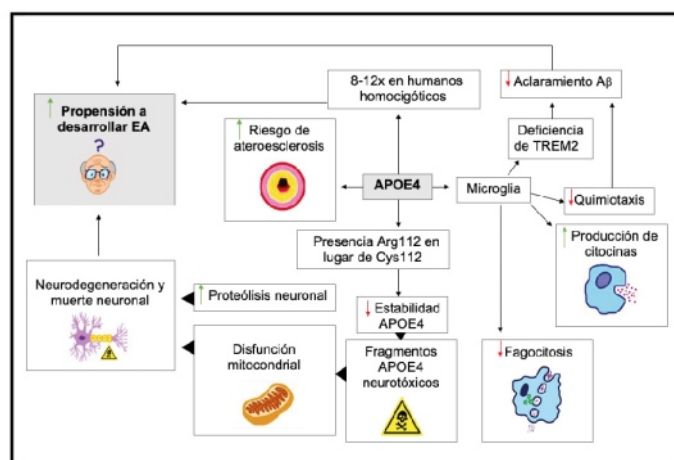 8-12x en humanos
homocigóticos
Aclaramiento Aβ
Propensión a
desarrollar EA
?
Riesgo de
ateroesclerosis
Deficiencia
de TREM2
APOE4
Microglia
Quimiotaxis
Presencia Arg112 en
lugar de Cys112
Producción de
citocinas
Neurodegeneración y
muerte neuronal
Proteólisis neuronal
Estabilidad
APOE4
Disfunción
mitocondrial
Fragmentos
APOE4
neurotóxicos
Fagocitosis